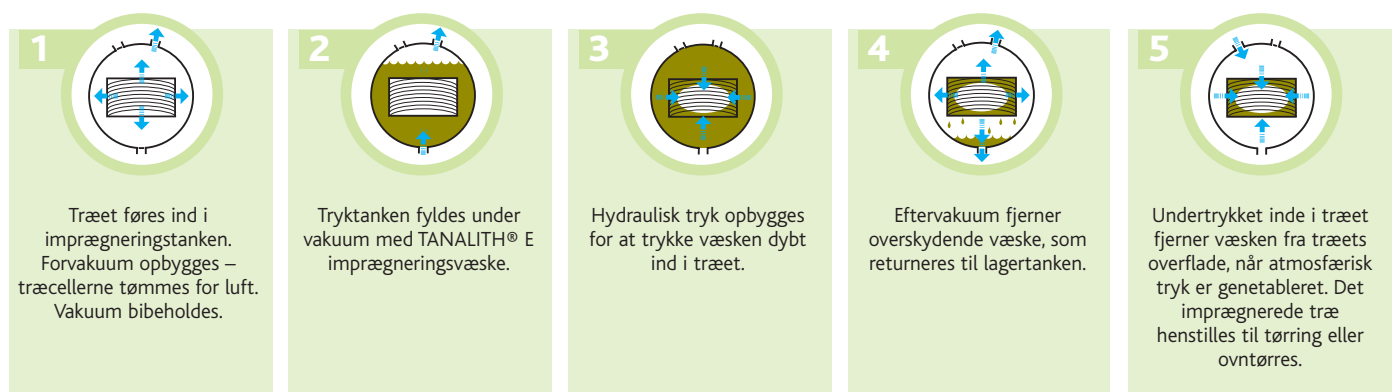 1
Træet føres ind i
imprægneringstanken.
Forvakuum opbygges –
træcellerne tømmes for luft.
Vakuum bibeholdes.
2
Tryktanken fyldes under
vakuum med TANALITH® E
imprægneringsvæske.
3
Hydraulisk tryk opbygges
for at trykke væsken dybt
ind i træet.
4
Eftervakuum fjerner
overskydende væske, som
returneres til lagertanken.
5
Undertrykket inde i træet
fjerner væsken fra træets
overflade, når atmosfærisk
tryk er genetableret. Det
imprægnerede træ
henstilles til tørring eller
ovntørres.